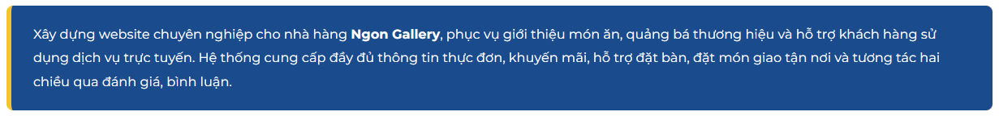 Xây dựng website chuyên nghiệp cho nhà hàng Ngon Gallery, phục vụ giới thiệu món ăn, quảng bá thương hiệu và hỗ trợ khách hàng sử
dụng dịch vụ trực tuyến. Hệ thống cung cấp đầy đủ thông tin thực đơn, khuyến mãi, hỗ trợ đặt bàn, đặt món giao tận nơi và tương tác hai
chiều qua đánh giá, bình luận.